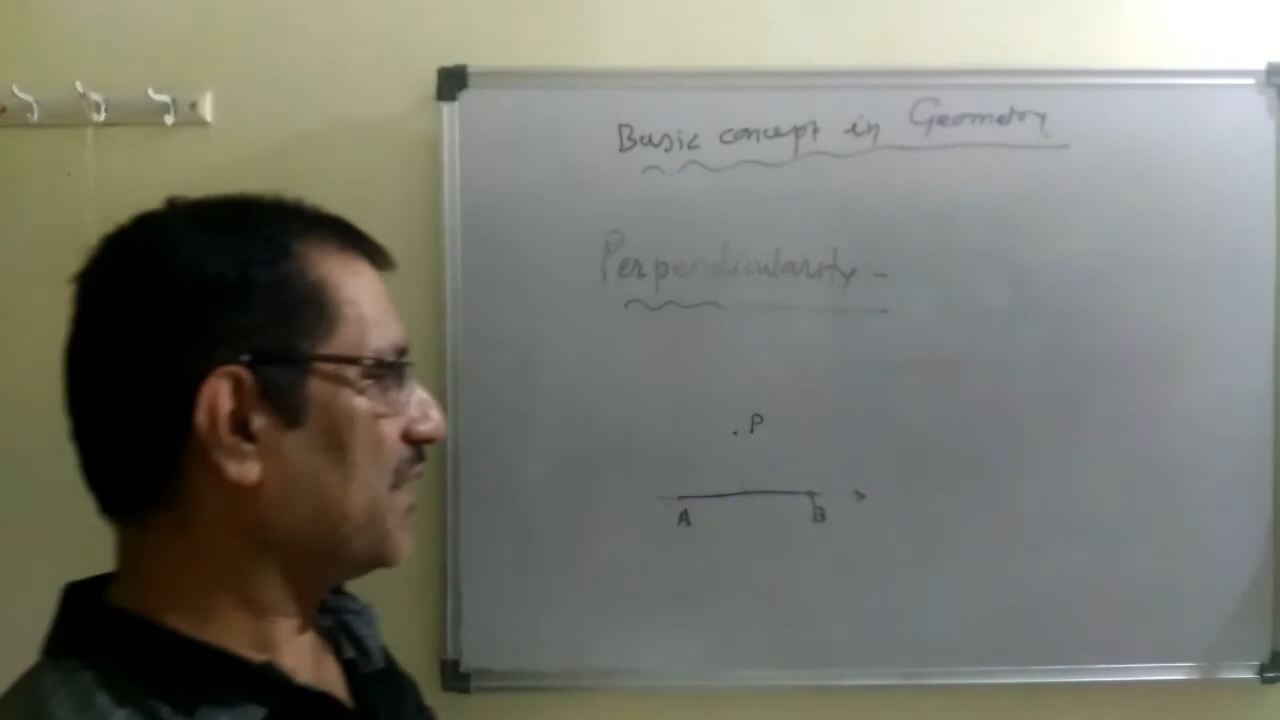 Basic concept in Geometry
Perpendicularity -
. P
A B